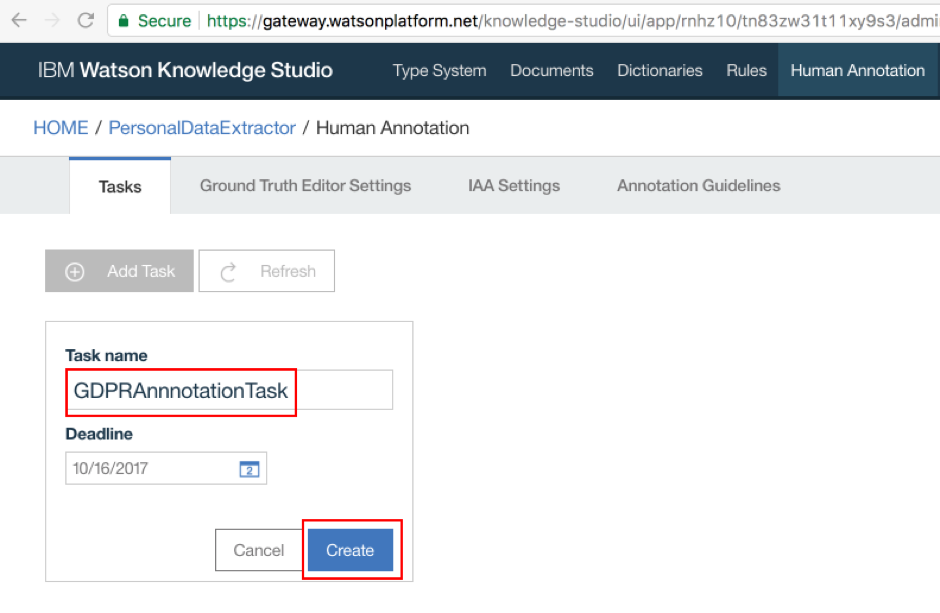 Secure https://gateway.watsonplatform.net/knowledge-studio/ui/app/rnhz10/tn83zw31t11xy9s3/admi
IBM Watson Knowledge Studio Type System Documents Dictionaries Rules Human Annotation
HOME / PersonalDataExtractor / Human Annotation
Tasks Ground Truth Editor Settings IAA Settings Annotation Guidelines
Add Task Refresh
Task name
GDPRAnnnotationTask
Deadline
10/16/2017 2
Cancel Create